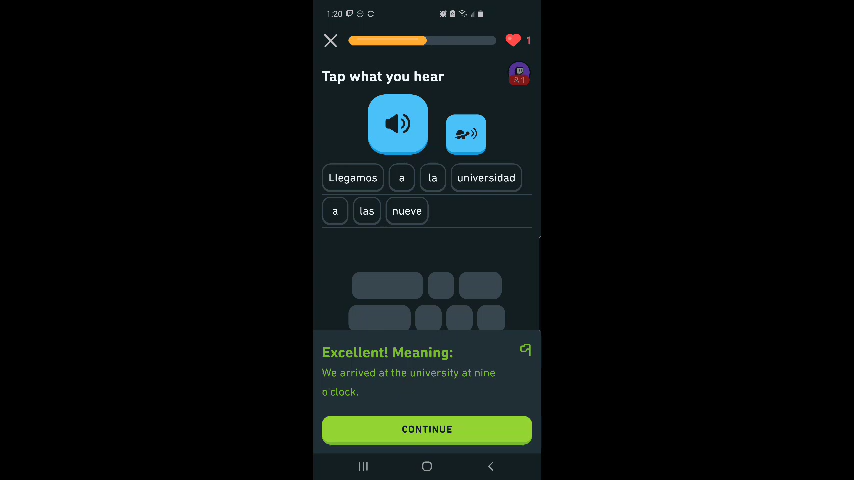 1:20
1
Tap what you hear
Llegamos a la universidad
a las nueve
Excellent! Meaning:
We arrived at the university at nine
o'clock.
CONTINUE